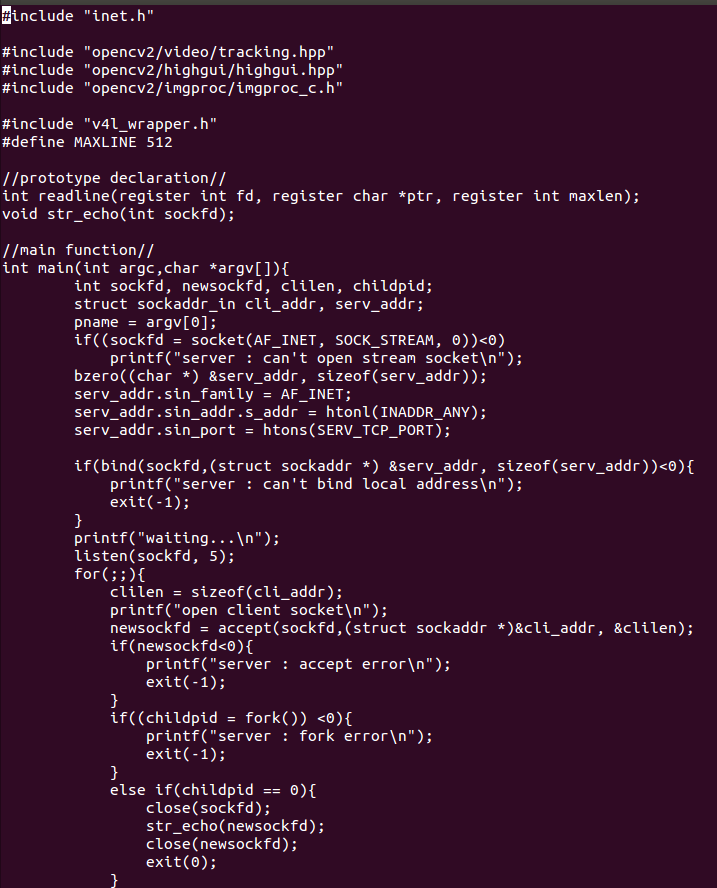 #include "inet.h"

#include "opencv2/video/tracking.hpp"
#include "opencv2/highgui/highgui.hpp"
#include "opencv2/imgproc/imgproc_c.h"

#include "v4l_wrapper.h"
#define MAXLINE 512

//prototype declaration//
int readline(register int fd, register char *ptr, register int maxlen);
void str_echo(int sockfd);

//main function//
int main(int argc,char *argv[]){
        int sockfd, newsockfd, clilen, childpid;
        struct sockaddr_in cli_addr, serv_addr;
        pname = argv[0];
        if((sockfd = socket(AF_INET, SOCK_STREAM, 0))<0)
            printf("server : can't open stream socket\n");
        bzero((char *) &serv_addr, sizeof(serv_addr));
        serv_addr.sin_family = AF_INET;
        serv_addr.sin_addr.s_addr = htonl(INADDR_ANY);
        serv_addr.sin_port = htons(SERV_TCP_PORT);

        if(bind(sockfd,(struct sockaddr *) &serv_addr, sizeof(serv_addr))<0){
            printf("server : can't bind local address\n");
            exit(-1);
        }
        printf("waiting...\n");
        listen(sockfd, 5);
        for(;;){
            clilen = sizeof(cli_addr);
            printf("open client socket\n");
            newsockfd = accept(sockfd,(struct sockaddr *)&cli_addr, &clilen);
            if(newsockfd<0){
                printf("server : accept error\n");
                exit(-1);
            }
            if((childpid = fork()) <0){
                printf("server : fork error\n");
                exit(-1);
            }
            else if(childpid == 0){
                close(sockfd);
                str_echo(newsockfd);
                close(newsockfd);
                exit(0);
            }